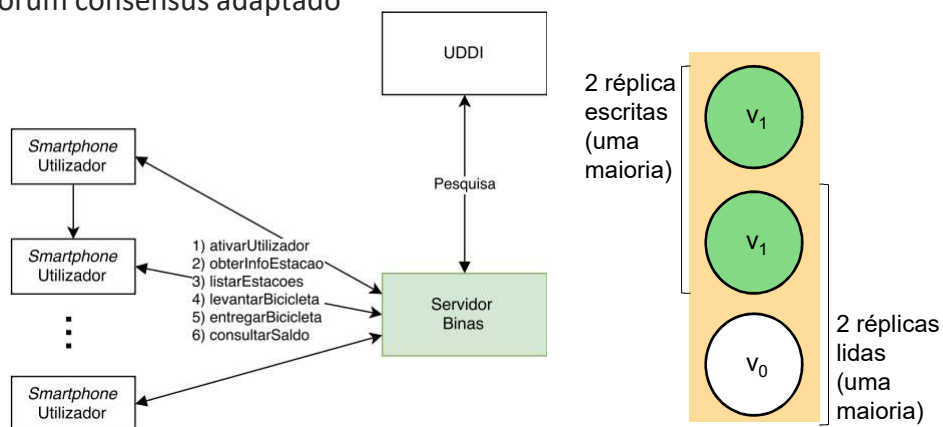 consensus adaptado
UDDI
Smartphone
Utilizador
Pesquisa
Smartphone
Utilizador
1) ativarUtilizador
2) obterInfoEstacao
3) listarEstacoes
4) levantarBicicleta
5) entregarBicicleta
6) consultarSaldo
Servidor
Binas
Smartphone
Utilizador
2 réplica
escritas
(uma
maioria)
v1
v1
v0
2 réplicas
lidas
(uma
maioria)